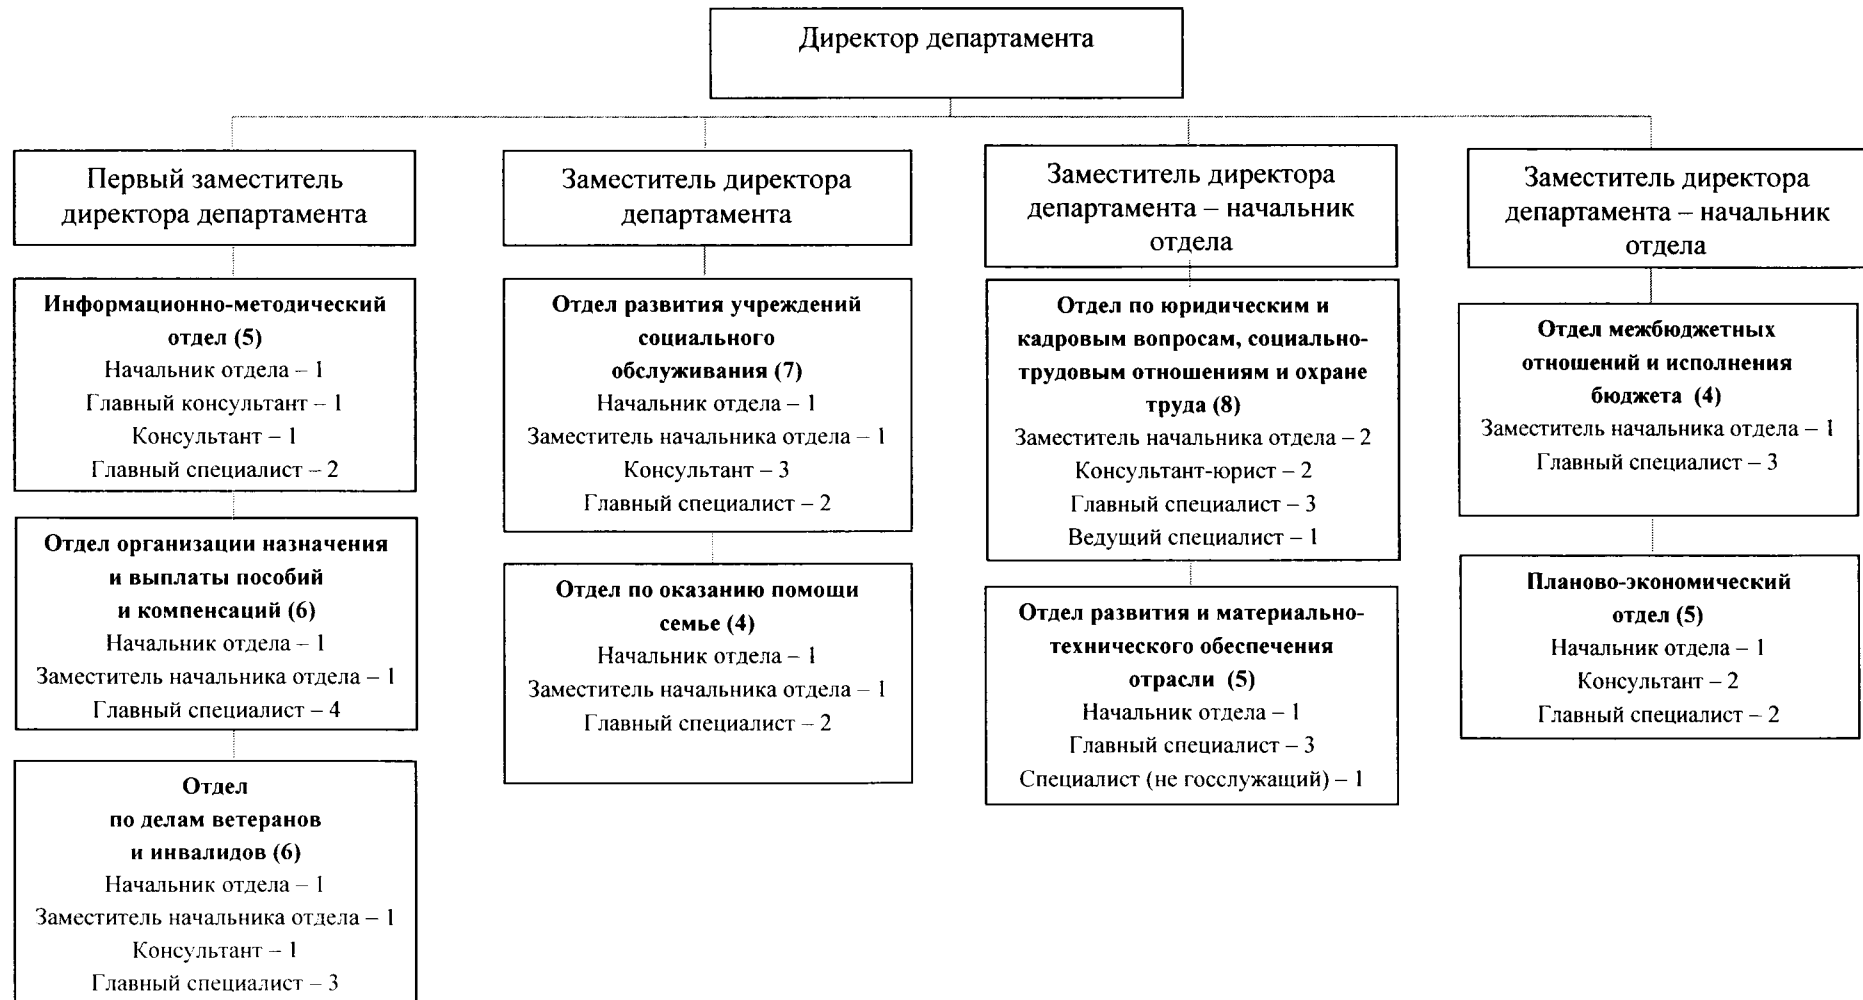 Директор департамента
Первый заместитель
директора департамента
Информационно-методический
отдел (5)
Начальник отдела – 1
Главный консультант – 1
Консультант – 1
Главный специалист – 2
Отдел организации назначения
и выплаты пособий
и компенсаций (6)
Начальник отдела – 1
Заместитель начальника отдела – 1
Главный специалист – 4
Отдел
по делам ветеранов
и инвалидов (6)
Начальник отдела – 1
Заместитель начальника отдела – 1
Консультант – 1
Главный специалист – 3
Заместитель директора
департамента
Отдел развития учреждений
социального
обслуживания (7)
Начальник отдела – 1
Заместитель начальника отдела – 1
Консультант – 3
Главный специалист – 2
Отдел по оказанию помощи
семье (4)
Начальник отдела – 1
Заместитель начальника отдела – 1
Главный специалист – 2
Заместитель директора
департамента – начальник
отдела
Отдел по юридическим и
кадровым вопросам, социально-
трудовым отношениям и охране
труда (8)
Заместитель начальника отдела – 2
Консультант-юрист – 2
Главный специалист – 3
Ведущий специалист – 1
Отдел развития и материально-
технического обеспечения
отрасли (5)
Начальник отдела – 1
Главный специалист – 3
Специалист (не госслужащий) – 1
Заместитель директора
департамента – начальник
отдела
Отдел межбюджетных
отношений и исполнения
бюджета (4)
Заместитель начальника отдела – 1
Главный специалист – 3
Планово-экономический
отдел (5)
Начальник отдела – 1
Консультант – 2
Главный специалист – 2